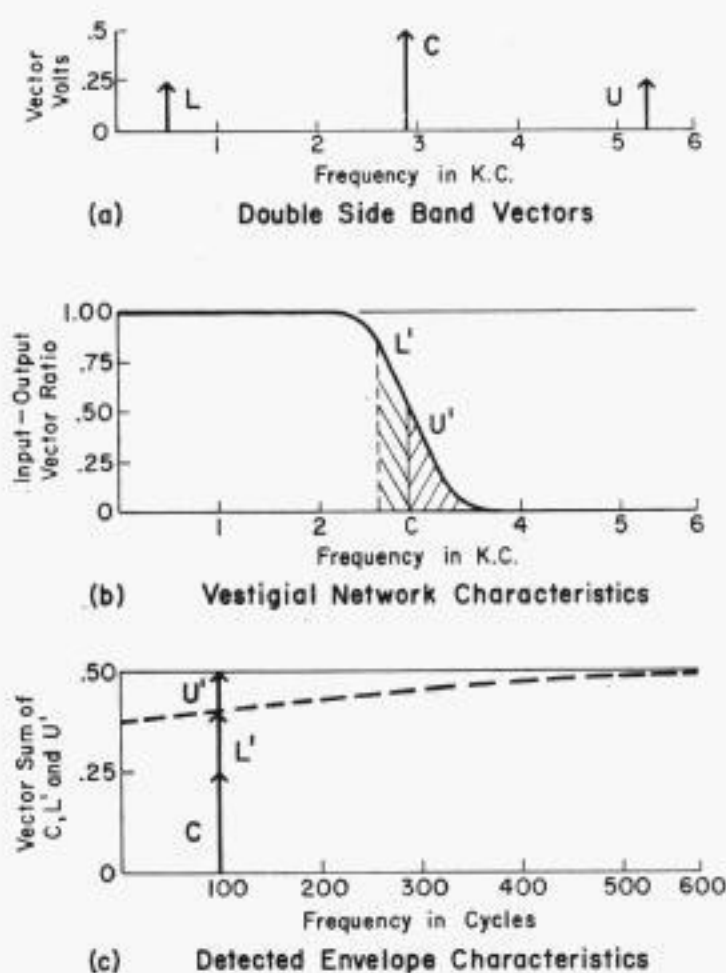 .5
.25
0
Vector
Volts
L
C
U
1 2 3 4 5 6
Frequency in K.C.
(a) Double Side Band Vectors
1.00
.75
.50
.25
0
Input-Output
Vector Ratio
L'
U'
1 2 C 4 5 6
Frequency in K.C.
(b) Vestigial Network Characteristics
.50
.25
0
Vector Sum of
C, L' and U'
U'
L'
C
100 200 300 400 500 600
Frequency in Cycles
(c) Detected Envelope Characteristics